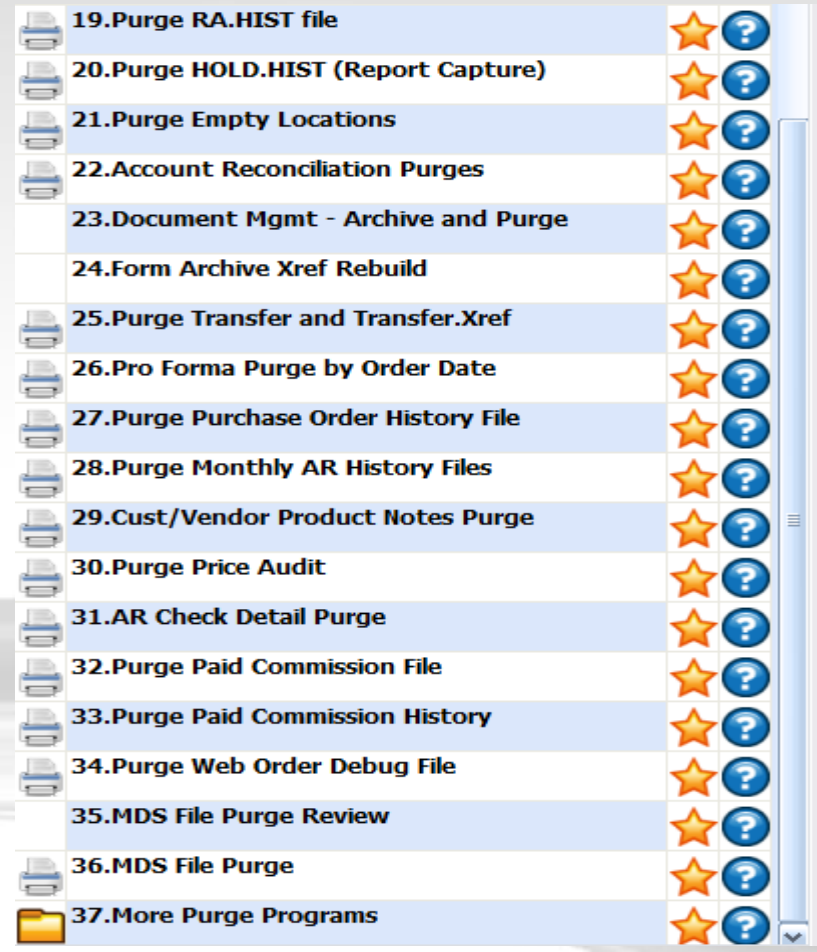 19.Purge RA.HIST file
20.Purge HOLD.HIST (Report Capture)
21.Purge Empty Locations
22.Account Reconciliation Purges
23.Document Mgmt - Archive and Purge
24.Form Archive Xref Rebuild
25.Purge Transfer and Transfer.Xref
26.Pro Forma Purge by Order Date
27.Purge Purchase Order History File
28.Purge Monthly AR History Files
29.Cust/Vendor Product Notes Purge
30.Purge Price Audit
31.AR Check Detail Purge
32.Purge Paid Commission File
33.Purge Paid Commission History
34.Purge Web Order Debug File
35.MDS File Purge Review
36.MDS File Purge
37.More Purge Programs